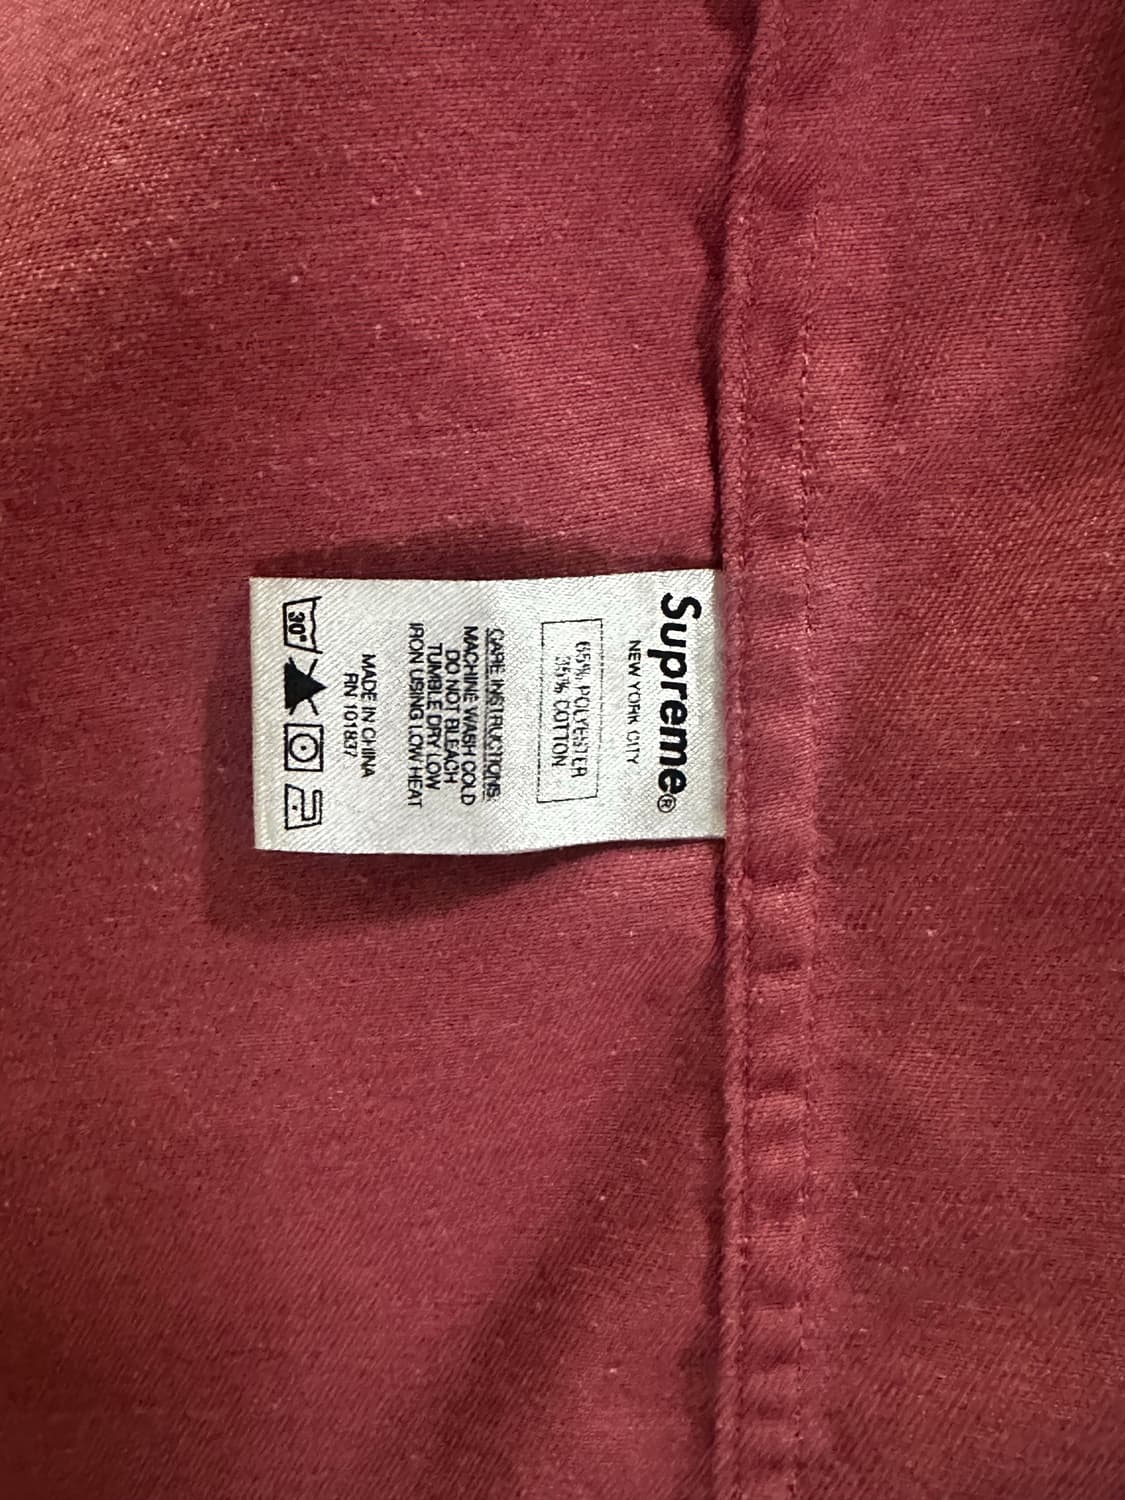 Supreme®
NEW YORK CITY
65% POLYESTER
35% COTTON
CARE INSTRUCTIONS:
MACHINE WASH COLD
DO NOT BLEACH
TUMBLE DRY LOW
IRON USING LOW HEAT
MADE IN CHINA
RN 101837
30°